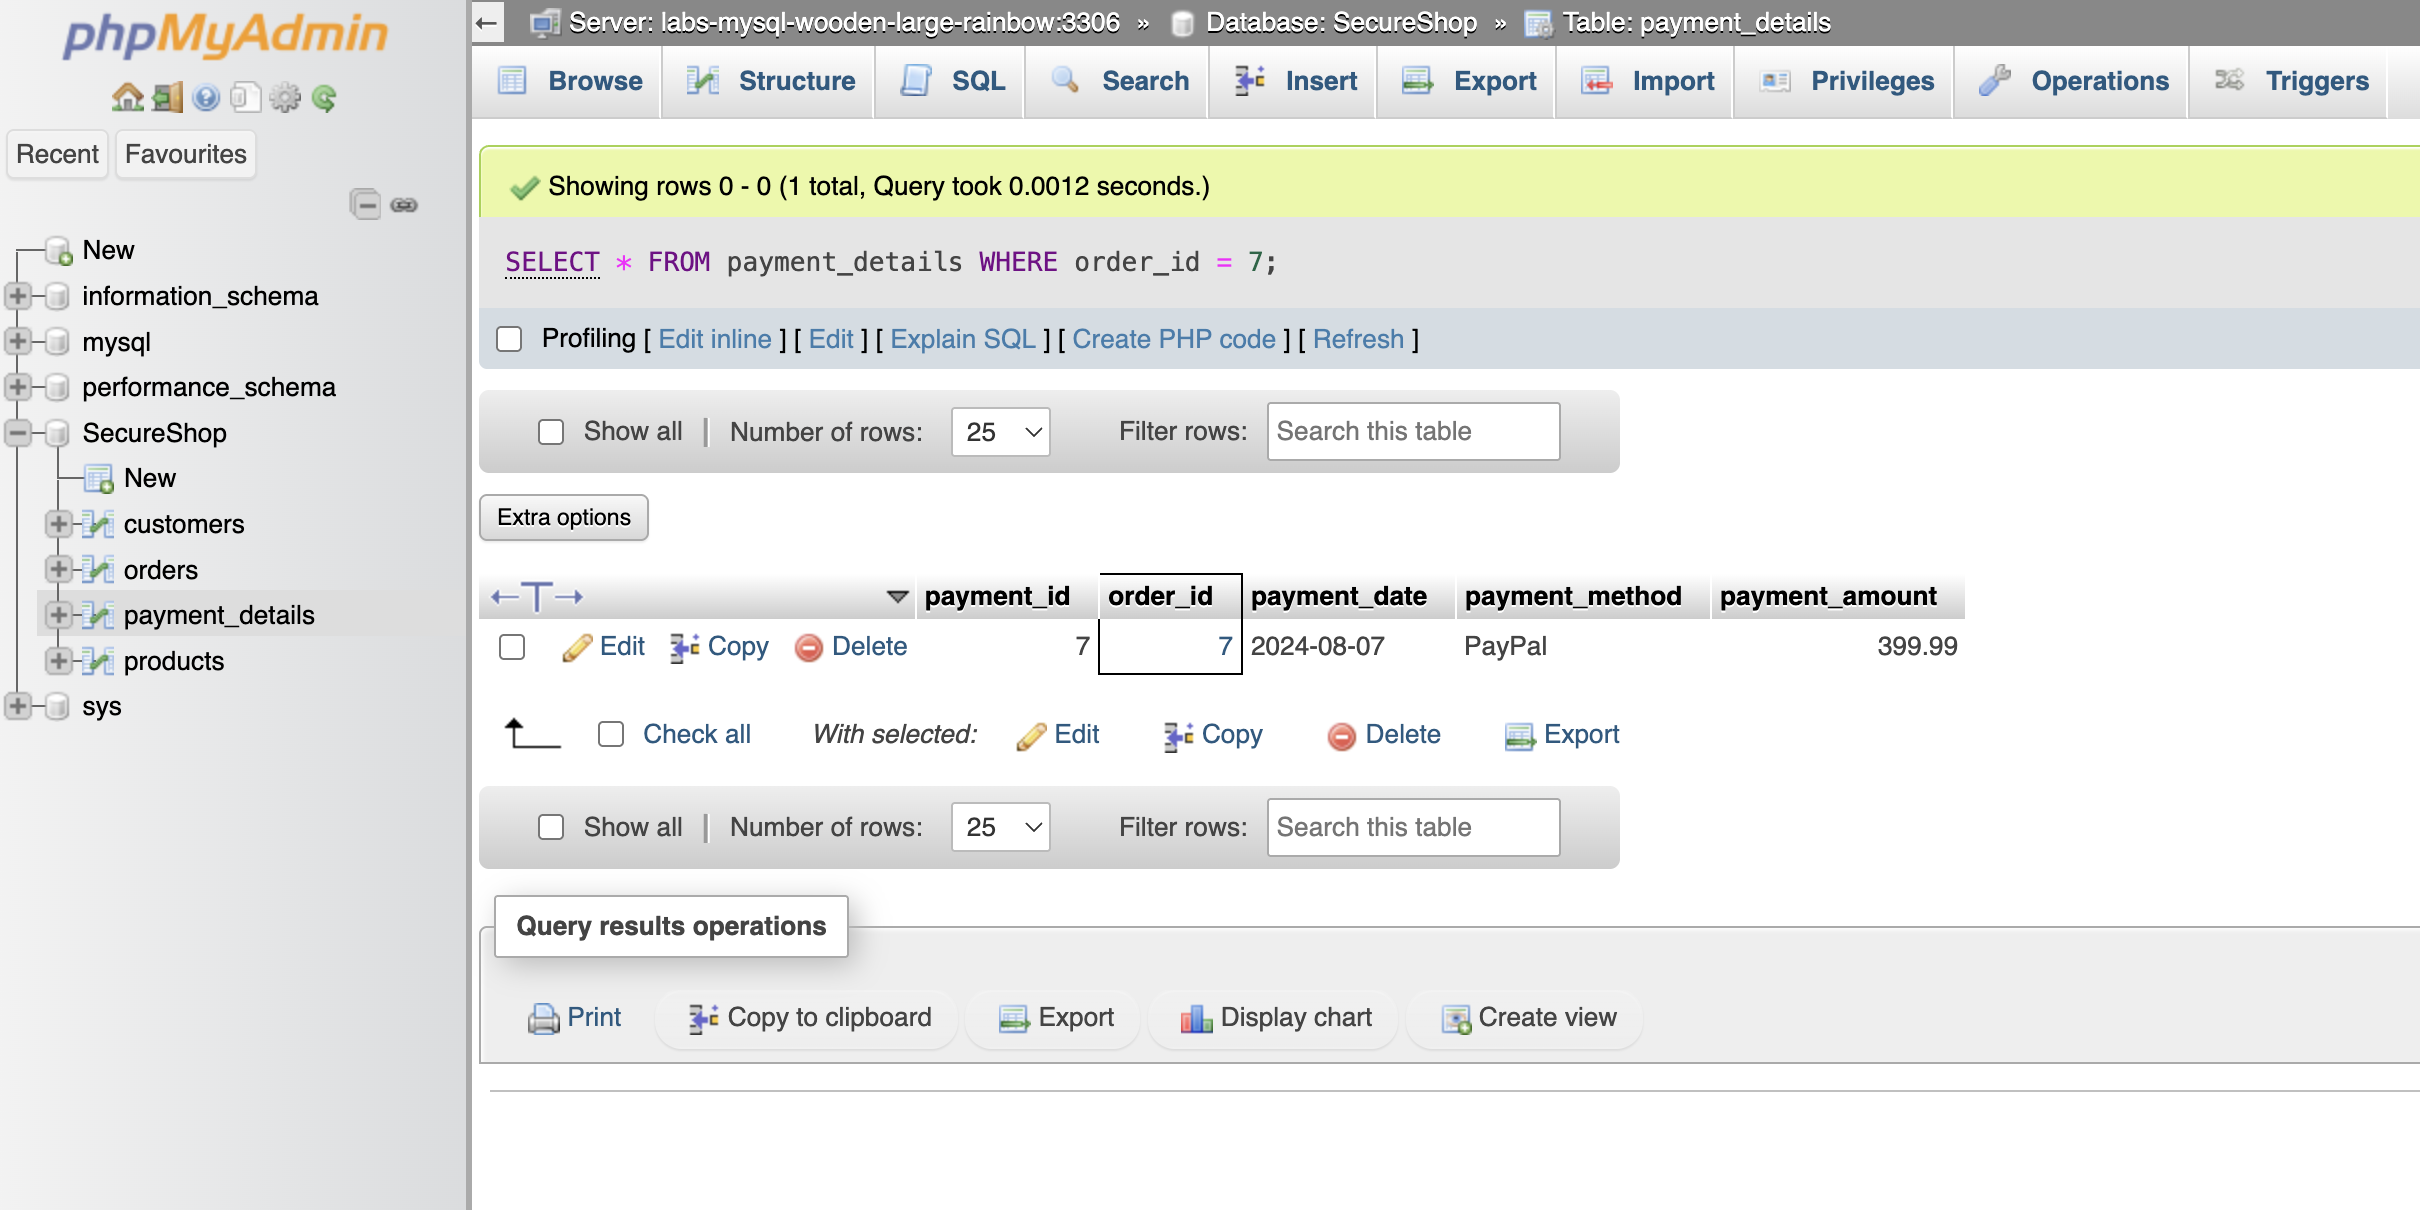 phpMyAdmin
Recent Favourites
New
information_schema
mysql
performance_schema
SecureShop
New
customers
orders
payment_details
products
sys
Server: labs-mysql-wooden-large-rainbow:3306 » Database: SecureShop » Table: payment_details
Browse Structure SQL Search Insert Export Import Privileges Operations Triggers
Showing rows 0 - 0 (1 total, Query took 0.0012 seconds.)
SELECT * FROM payment_details WHERE order_id = 7;
Profiling [ Edit inline ] [ Edit ] [ Explain SQL ] [ Create PHP code ] [ Refresh ]
Show all | Number of rows: 25 Filter rows: Search this table
Extra options
←T→ payment_id order_id payment_date payment_method payment_amount
Edit Copy Delete 7 7 2024-08-07 PayPal 399.99
Check all With selected: Edit Copy Delete Export
Show all | Number of rows: 25 Filter rows: Search this table
Query results operations
Print Copy to clipboard Export Display chart Create view